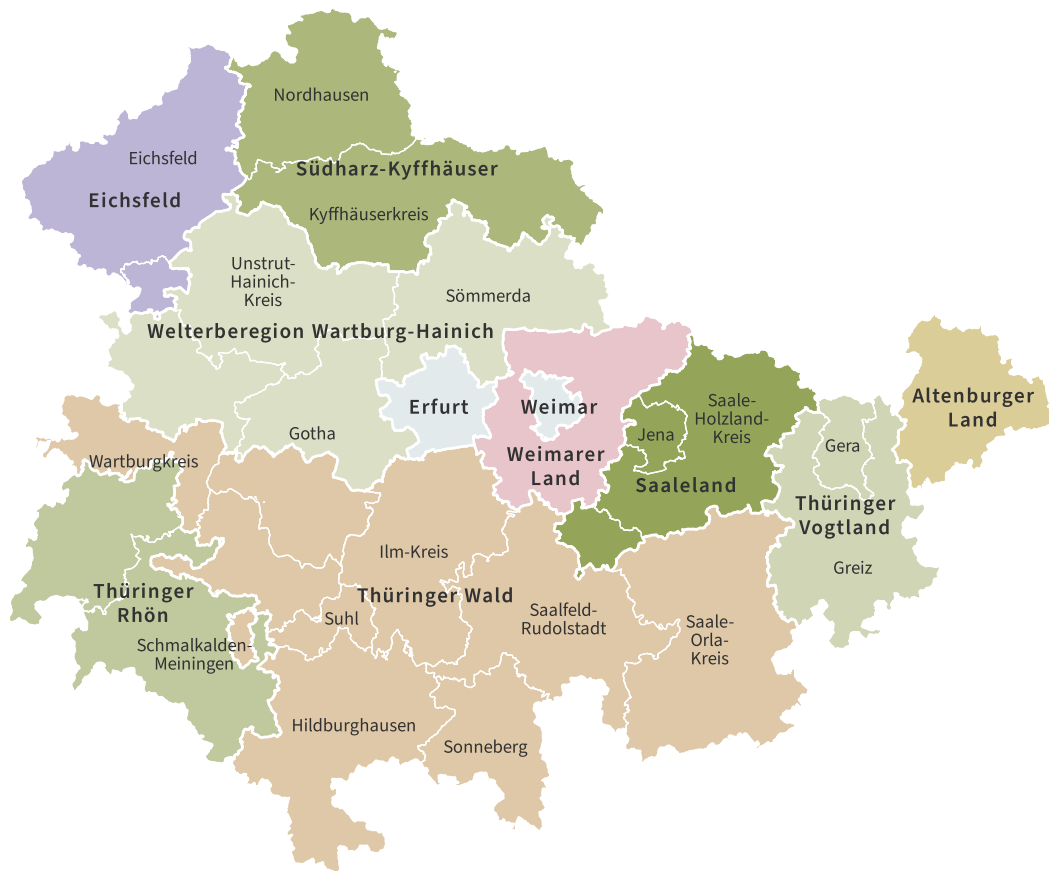 Nordhausen
Eichsfeld
Südharz-Kyffhäuser
Eichsfeld
Kyffhäuserkreis
Unstrut-
Hainich-
Kreis
Sömmerda
Welterberegion Wartburg-Hainich
Erfurt
Weimar
Saale-
Holzland-
Kreis
Altenburger
Land
Gotha
Jena
Gera
Wartburgkreis
Weimarer
Land
Saaleland
Thüringer
Vogtland
Ilm-Kreis
Greiz
Thüringer
Rhön
Thüringer Wald
Suhl
Saalfeld-
Rudolstadt
Saale-
Orla-
Kreis
Schmalkalden-
Meiningen
Hildburghausen
Sonneberg